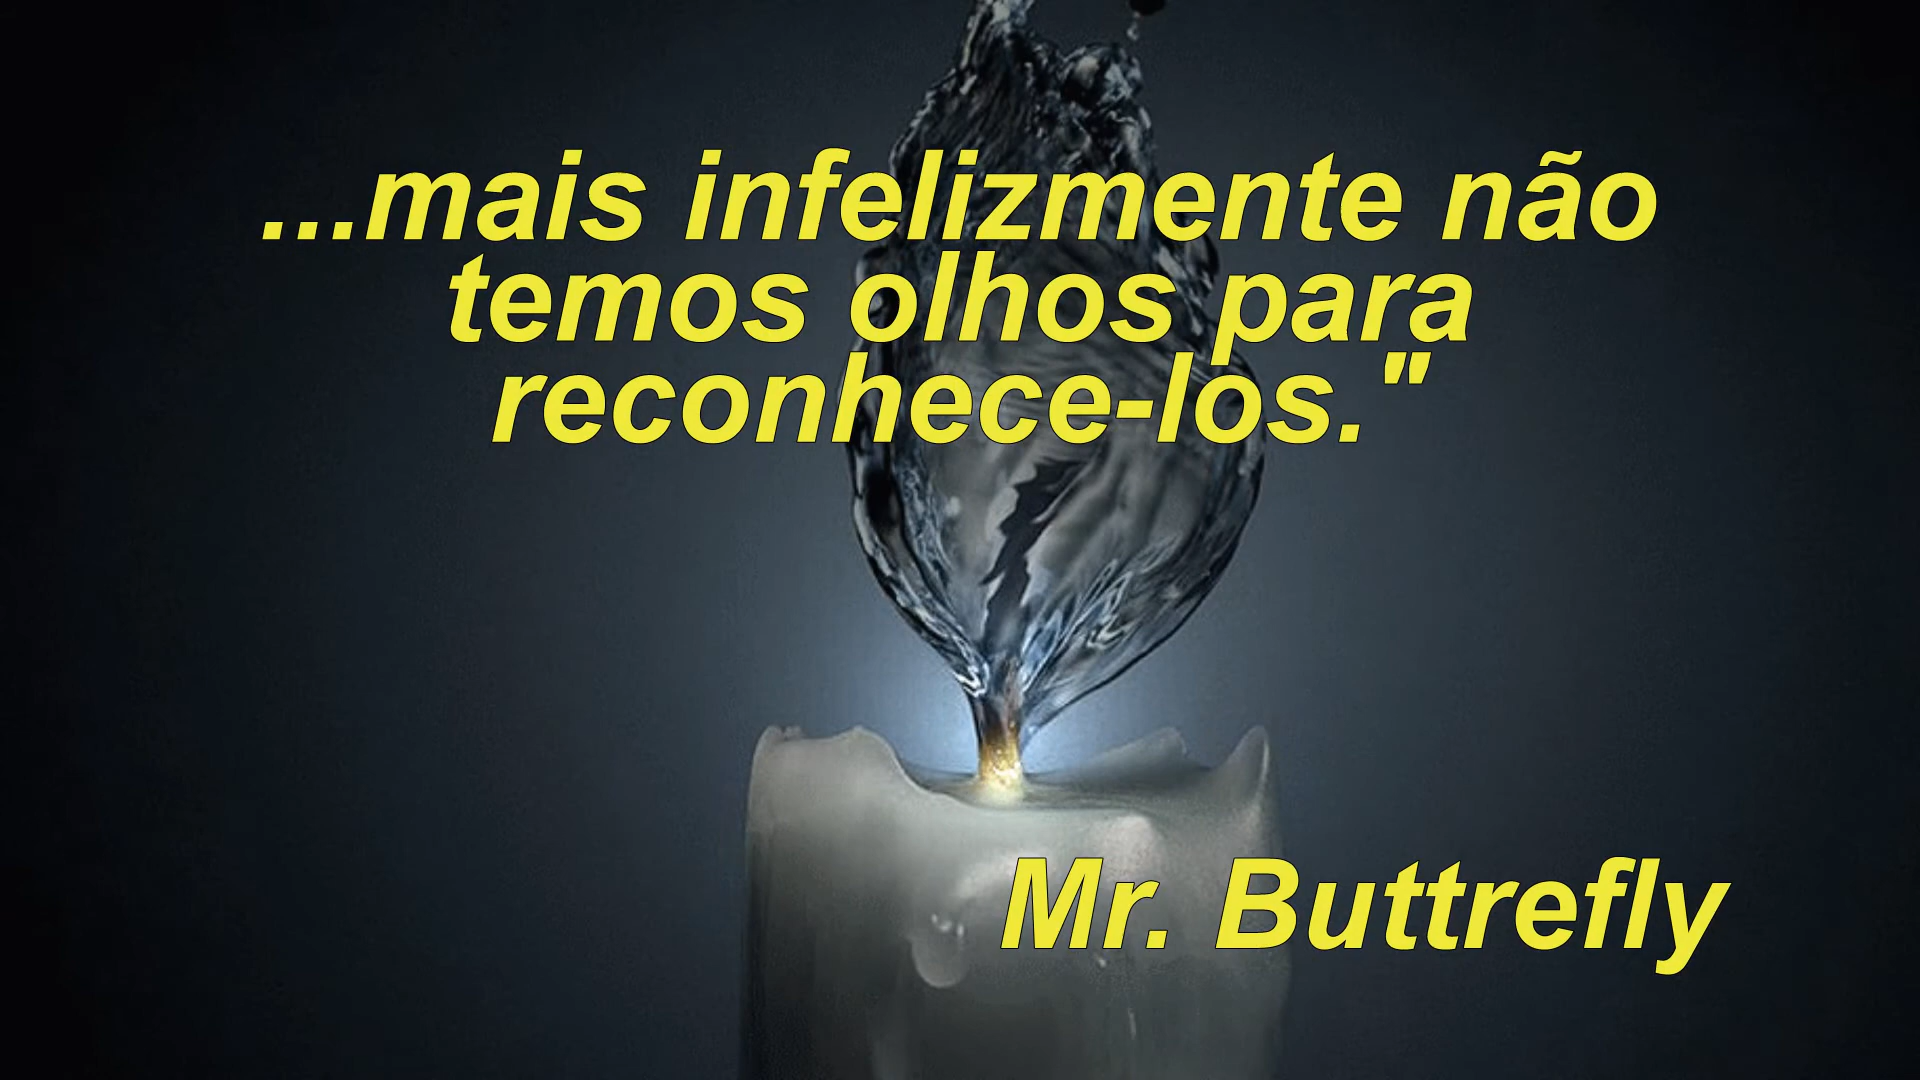 ...mais infelizmente não
temos olhos para
reconhece-los."
Mr. Buttrefly